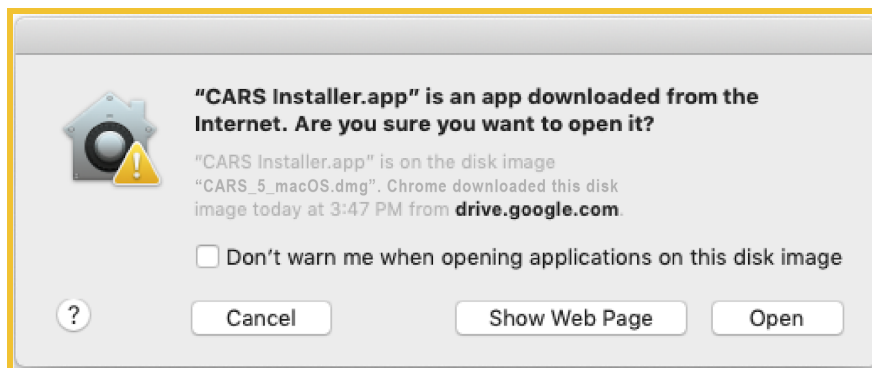 “CARS Installer.app” is an app downloaded from the
Internet. Are you sure you want to open it?
“CARS Installer.app” is on the disk image
“CARS_5_macOS.dmg”. Chrome downloaded this disk
image today at 3:47 PM from drive.google.com.
Don’t warn me when opening applications on this disk image
? Cancel Show Web Page Open